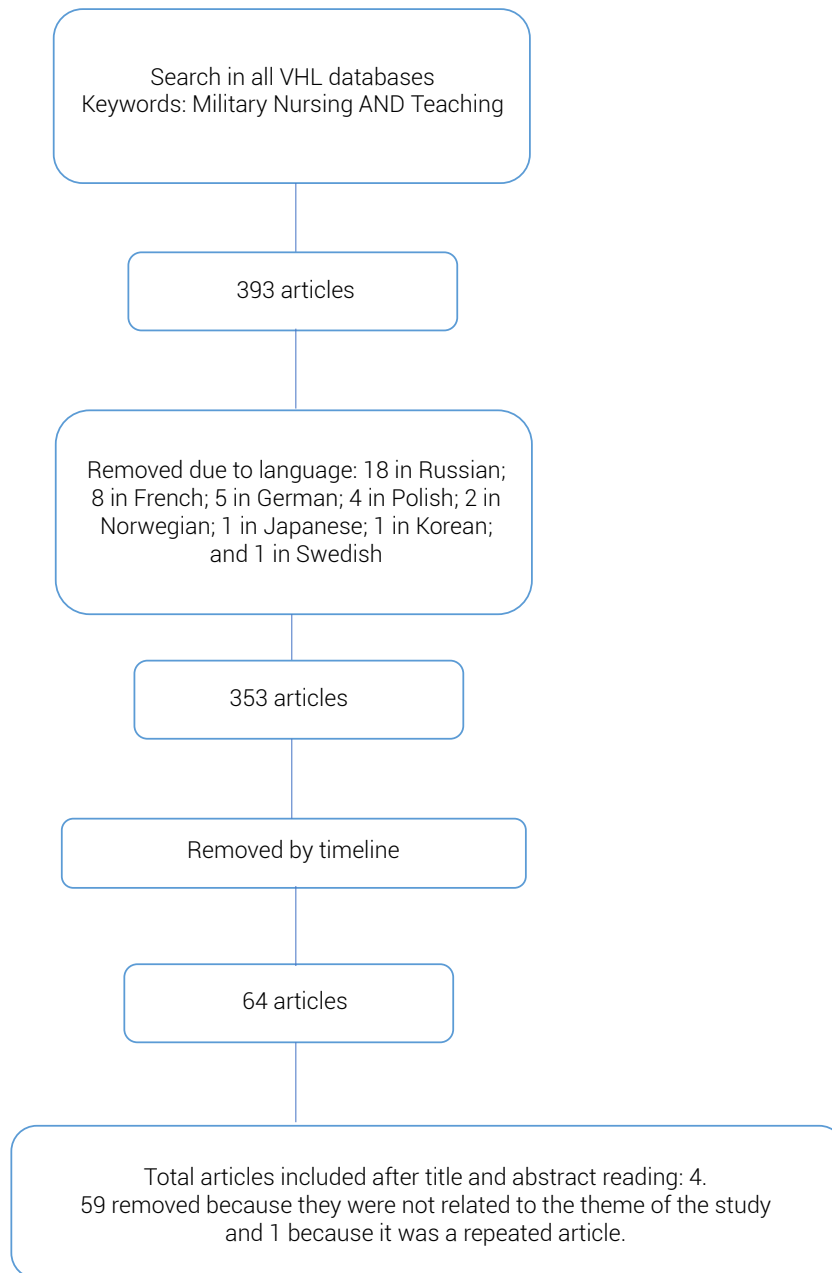 Search in all VHL databases
Keywords: Military Nursing AND Teaching
393 articles
Removed due to language: 18 in Russian;
8 in French; 5 in German; 4 in Polish; 2 in
Norwegian; 1 in Japanese; 1 in Korean;
and 1 in Swedish
353 articles
Removed by timeline
64 articles
Total articles included after title and abstract reading: 4.
59 removed because they were not related to the theme of the study
and 1 because it was a repeated article.